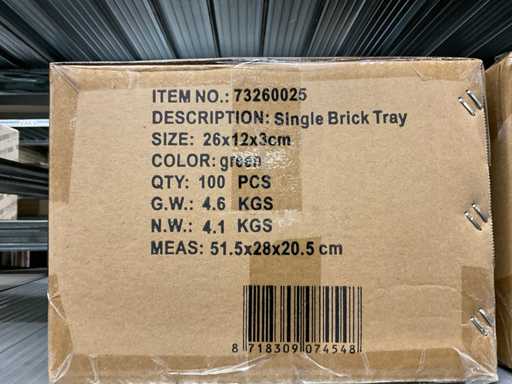 ITEM NO.: 73260025
DESCRIPTION: Single Brick Tray
SIZE: 26x12x3cm
COLOR: green
QTY: 100 PCS
G.W.: 4.6 KGS
N.W.: 4.1 KGS
MEAS: 51.5x28x20.5 cm
8 718309 074548